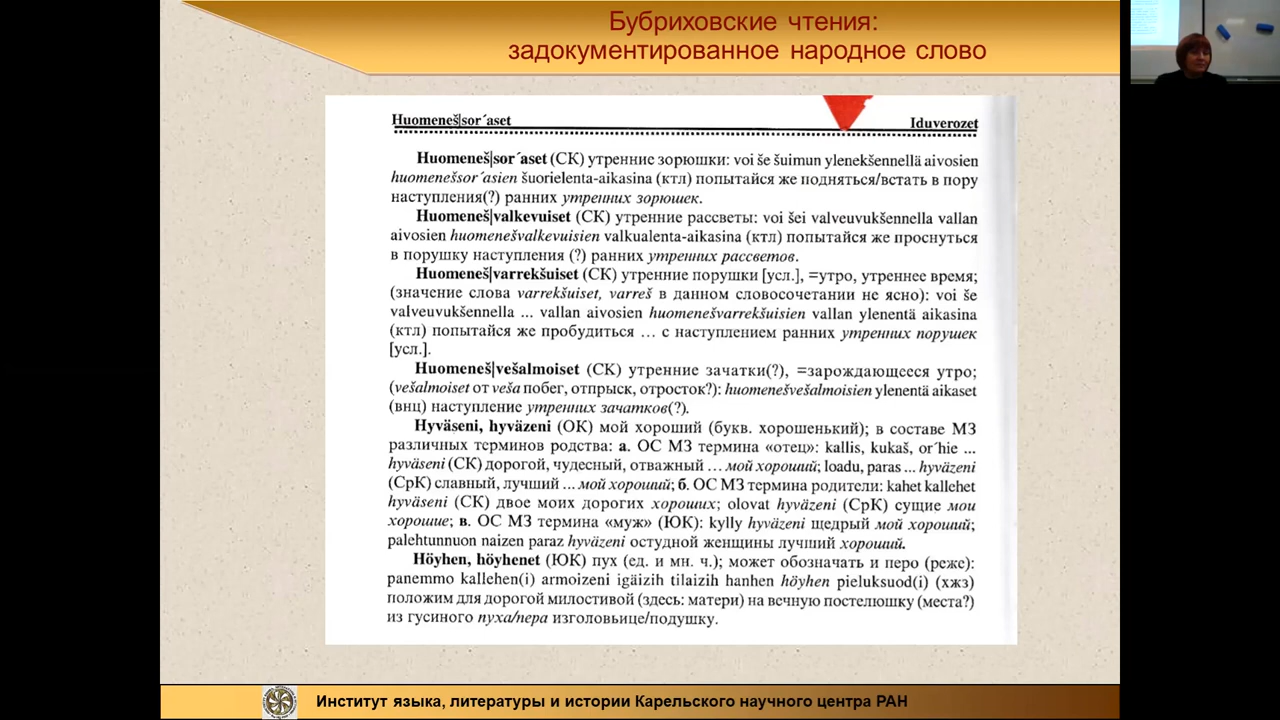 Бубриховские чтения:
задокументированное народное слово
Huomeneš|sor´aset
Iduverozet
Huomeneš|sor´aset (СК) утренние зорюшки: voi še šuimun ylenekšennellä aivosien
huomenešsor´asien šuorielenta-aikasina (ктл) попытайся же подняться/встать в пору
наступления(?) ранних утренних зорюшек.
Huomeneš|valkevuiset (СК) утренние рассветы: voi šei valveuvukšennella vallan
aivosien huomenešvalkevuisien valkualenta-aikasina (ктл) попытайся же проснуться
в порушку наступления (?) ранних утренних рассветов.
Huomeneš|varrekšuiset (СК) утренние порушки [усл.], =утро, утреннее время;
(значение слова varrekšuiset, varreš в данном словосочетании не ясно): voi še
valveuvukšennella ... vallan aivosien huomenešvarrekšuisien vallan ylenentä aikasina
(ктл) попытайся же пробудиться … с наступлением ранних утренних порушек
[усл.].
Huomeneš|vešalmoiset (СК) утренние зачатки(?), =зарождающееся утро;
(vešalmoiset от veša побег, отпрыск, отросток?): huomenešvešalmoisien ylenentä aikaset
(внц) наступление утренних зачатков(?).
Hyväseni, hyväzeni (ОК) мой хороший (букв. хорошенький); в составе МЗ
различных терминов родства: а. ОС МЗ термина «отец»: kallis, kukaš, or´hie ...
hyväseni (СК) дорогой, чудесный, отважный … мой хороший; loadu, paras ... hyväzeni
(СрК) славный, лучший ... мой хороший; б. ОС МЗ термина родители: kahet kallehet
hyväseni (СК) двое моих дорогих хороших; olovat hyväzeni (СрК) сущие мои
хорошие; в. ОС МЗ термина «муж» (ЮК): kylly hyväzeni щедрый мой хороший;
palehtunnuon naizen paraz hyväzeni остудной женщины лучший хороший.
Höyhen, höyhenet (ЮК) пух (ед. и мн. ч.); может обозначать и перо (реже):
panemmo kallehen(i) armoizeni igäizih tilaizih hanhen höyhen pieluksuod(i) (хжз)
положим для дорогой милостивой (здесь: матери) на вечную постелюшку (места?)
из гусиного пуха/пера изголовьице/подушку.
Институт языка, литературы и истории Карельского научного центра РАН